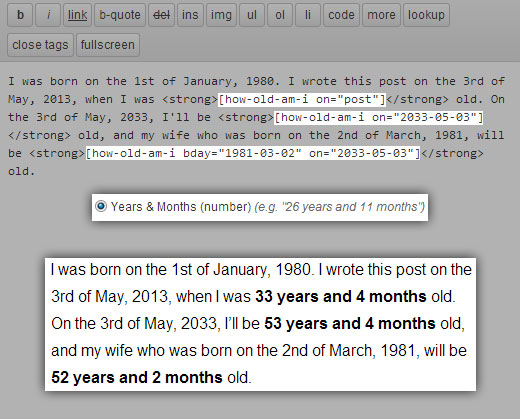 b i link b-quote del ins img ul ol li code more lookup
close tags fullscreen
I was born on the 1st of January, 1980. I wrote this post on the 3rd of
May, 2013, when I was <strong>[how-old-am-i on="post"]</strong> old. On
the 3rd of May, 2033, I'll be <strong>[how-old-am-i on="2033-05-03"]
</strong> old, and my wife who was born on the 2nd of March, 1981, will
be <strong>[how-old-am-i bday="1981-03-02" on="2033-05-03"]</strong>
old.
Years & Months (number) (e.g. "26 years and 11 months")
I was born on the 1st of January, 1980. I wrote this post on the
3rd of May, 2013, when I was 33 years and 4 months old.
On the 3rd of May, 2033, I'll be 53 years and 4 months old,
and my wife who was born on the 2nd of March, 1981, will be
52 years and 2 months old.